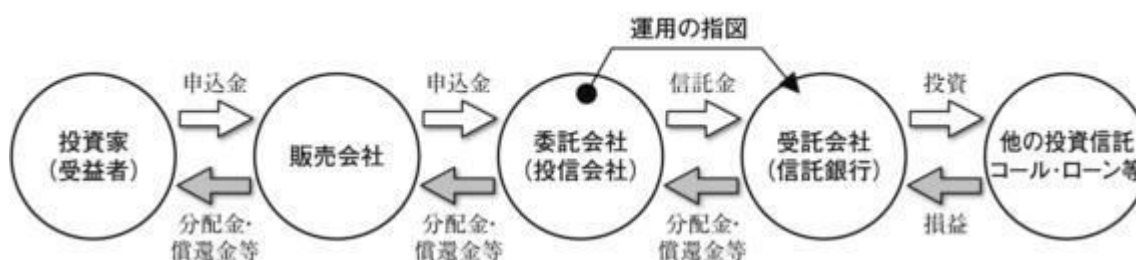 運用の指図
申込金
申込金
信託金
投資
投資家
(受益者)
販売会社
委託会社
(投信会社)
受託会社
(信託銀行)
他の投資信託
コール・ローン等
分配金・
償還金等
分配金・
償還金等
分配金・
償還金等
損益